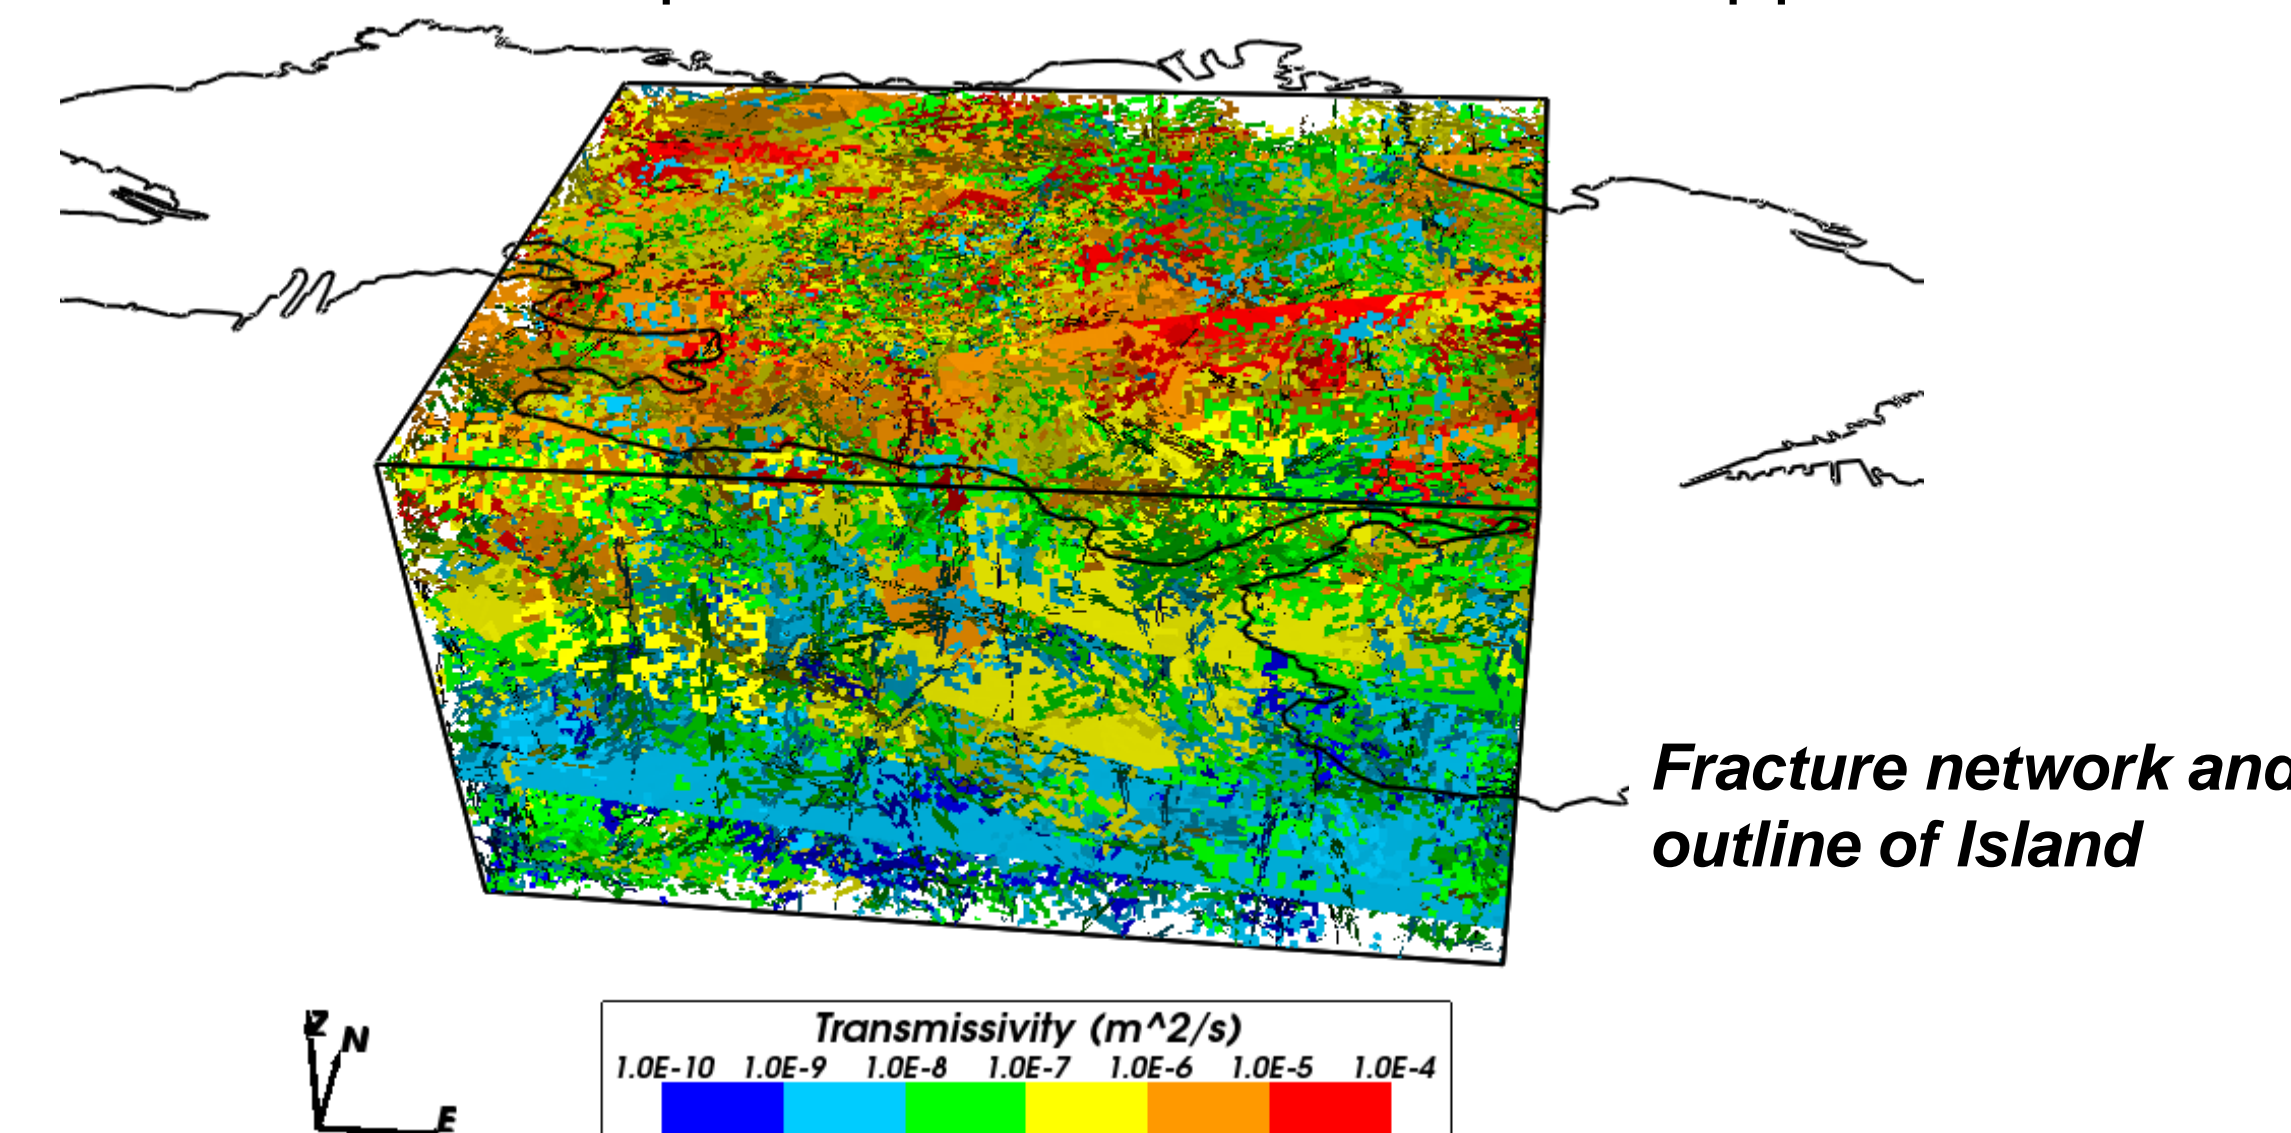 Fracture network and
outline of Island
Z
N
E
Transmissivity (m^2/s)
1.0E-10 1.0E-9 1.0E-8 1.0E-7 1.0E-6 1.0E-5 1.0E-4